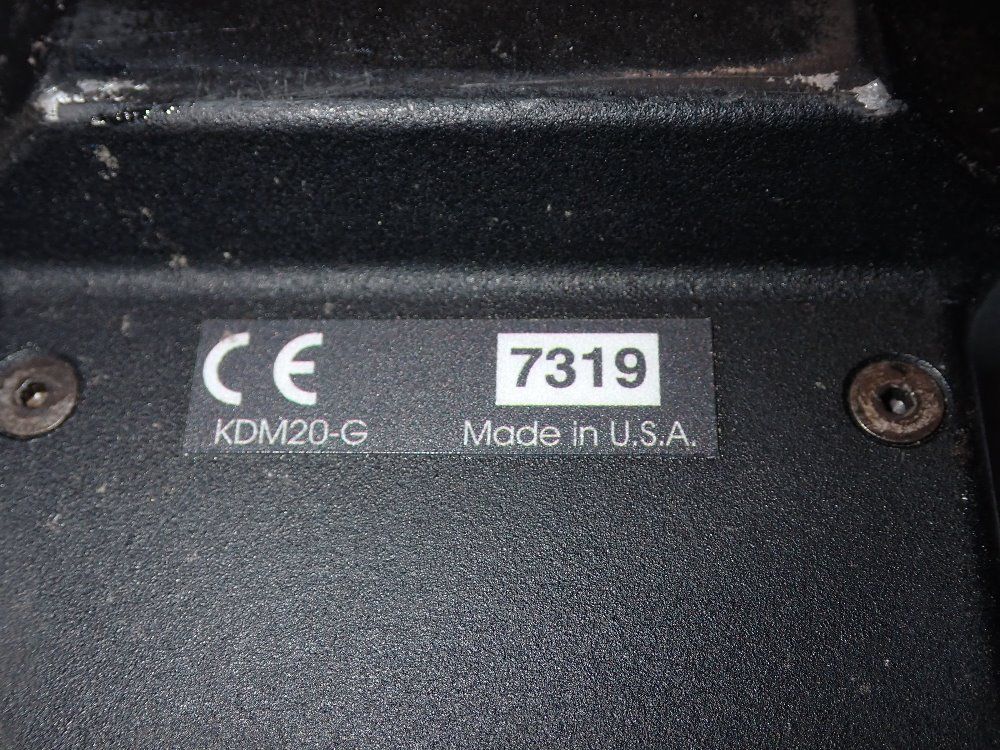 CE 7319
KDM20-G Made in U.S.A.